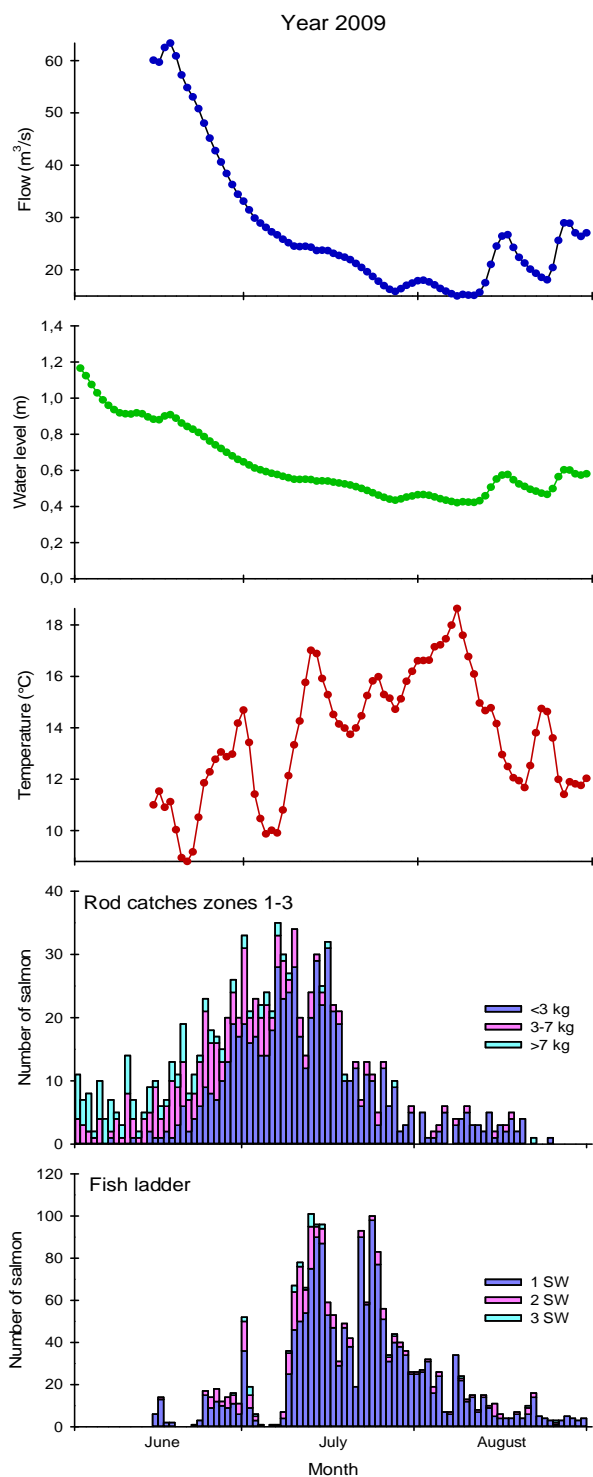 Year 2009
Flow (m³/s)
60
50
40
30
20
Water level (m)
1,4
1,2
1,0
0,8
0,6
0,4
0,2
0,0
Temperature (°C)
18
16
14
12
10
Rod catches zones 1-3
Number of salmon
40
30
20
10
0
<3 kg
3-7 kg
>7 kg
Fish ladder
Number of salmon
120
100
80
60
40
20
0
1 SW
2 SW
3 SW
June July August
Month